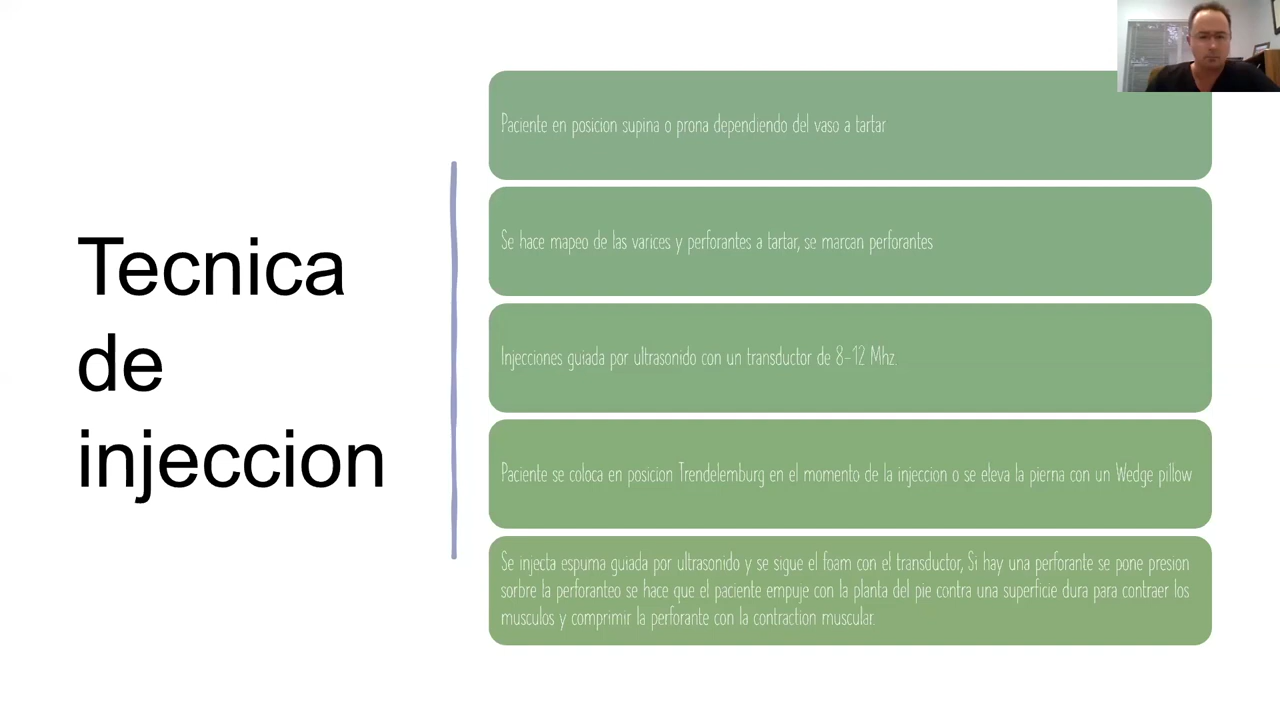 Tecnica
de
injeccion
Paciente en posicion supina o prona dependiendo del vaso a tartar
Se hace mapeo de las varices y perforantes a tartar, se marcan perforantes
Injecciones guiada por ultrasonido con un transductor de 8-12 Mhz.
Paciente se coloca en posicion Trendelemburg en el momento de la injeccion o se eleva la pierna con un Wedge pillow
Se injecta espuma guiada por ultrasonido y se sigue el foam con el transductor, Si hay una perforante se pone presion
sorbre la perforanteo se hace que el paciente empuje con la planta del pie contra una superficie dura para contraer los
musculos y comprimir la perforante con la contraction muscular.